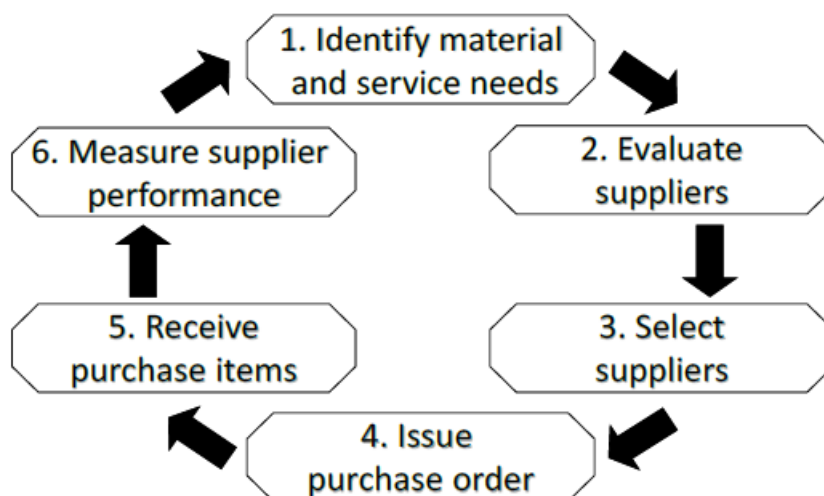 1. Identify material
and service needs
2. Evaluate
suppliers
3. Select
suppliers
4. Issue
purchase order
5. Receive
purchase items
6. Measure supplier
performance